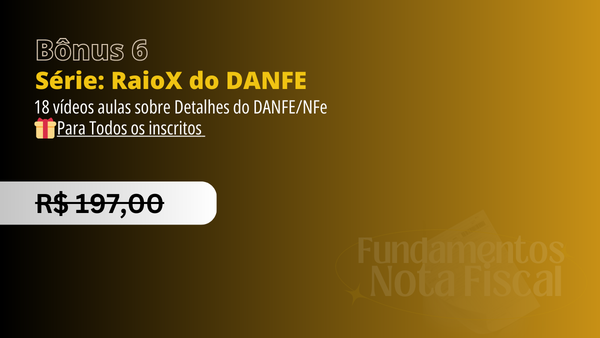 Bônus 6
Série: RaioX do DANFE
18 vídeos aulas sobre Detalhes do DANFE/NFe
Para Todos os inscritos
R$ 197,00
Fundamentos
Nota Fiscal